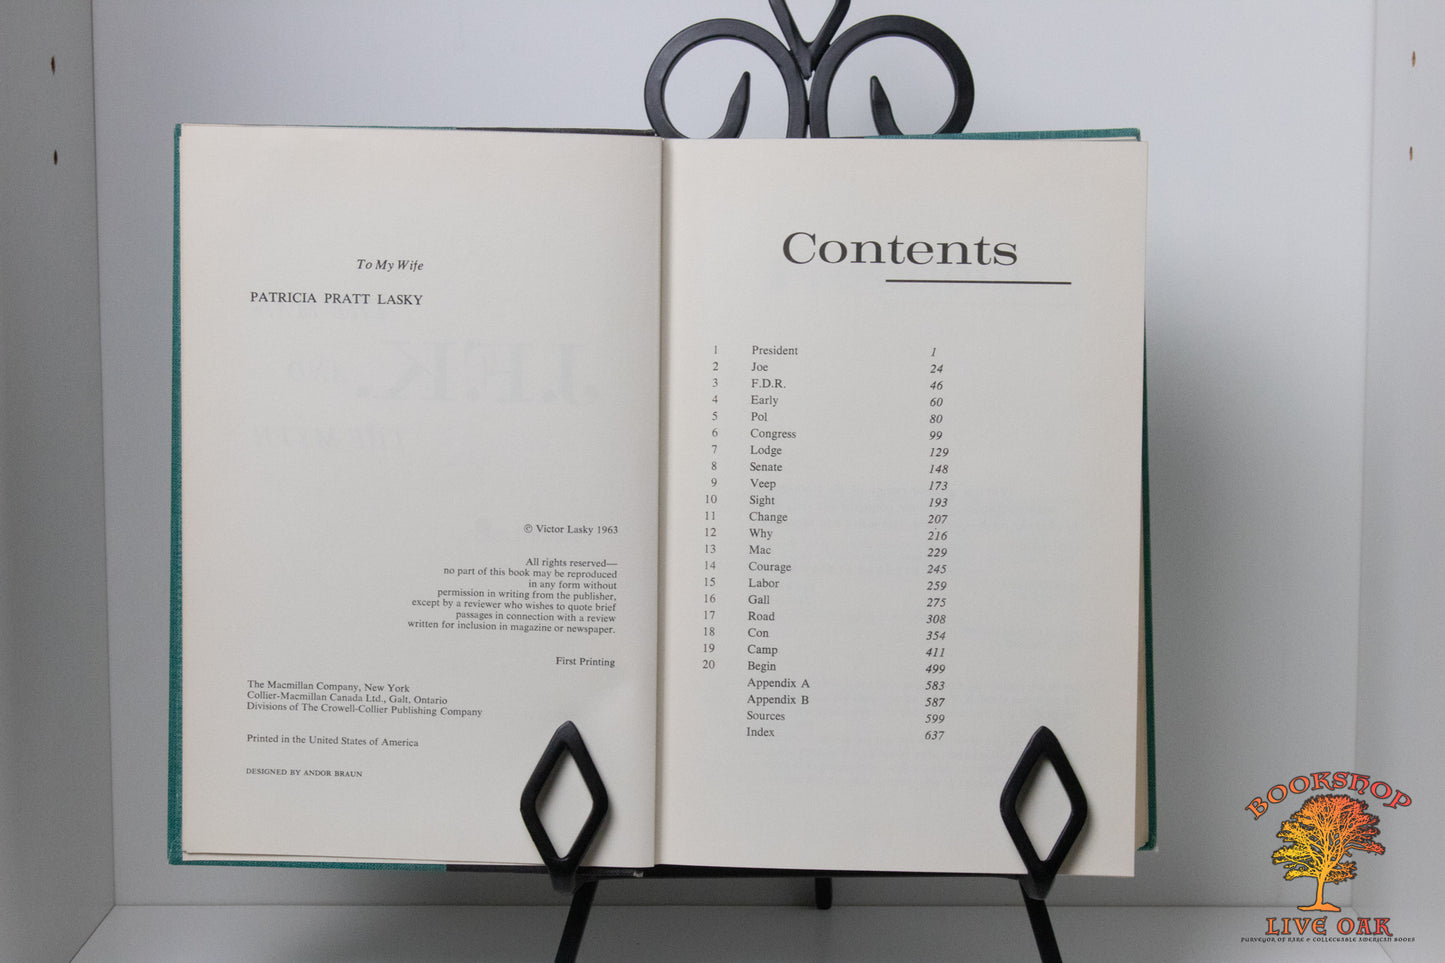 To My Wife
PATRICIA PRATT LASKY
© Victor Lasky 1963
All rights reserved—
no part of this book may be reproduced
in any form without
permission in writing from the publisher,
except by a reviewer who wishes to quote brief
passages in connection with a review
written for inclusion in magazine or newspaper.
First Printing
The Macmillan Company, New York
Collier-Macmillan Canada Ltd., Galt, Ontario
Divisions of The Crowell-Collier Publishing Company
Printed in the United States of America
DESIGNED BY ANDOR BRAUN
Contents
1 President 1
2 Joe 24
3 F.D.R. 46
4 Early 60
5 Pol 80
6 Congress 99
7 Lodge 129
8 Senate 148
9 Veep 173
10 Sight 193
11 Change 207
12 Why 216
13 Mac 229
14 Courage 245
15 Labor 259
16 Gall 275
17 Road 308
18 Con 354
19 Camp 411
20 Begin 499
Appendix A 583
Appendix B 587
Sources 599
Index 637
BOOKSHOP
LIVE OAK
PURVEYOR OF RARE & COLLECTABLE AMERICAN BOOKS